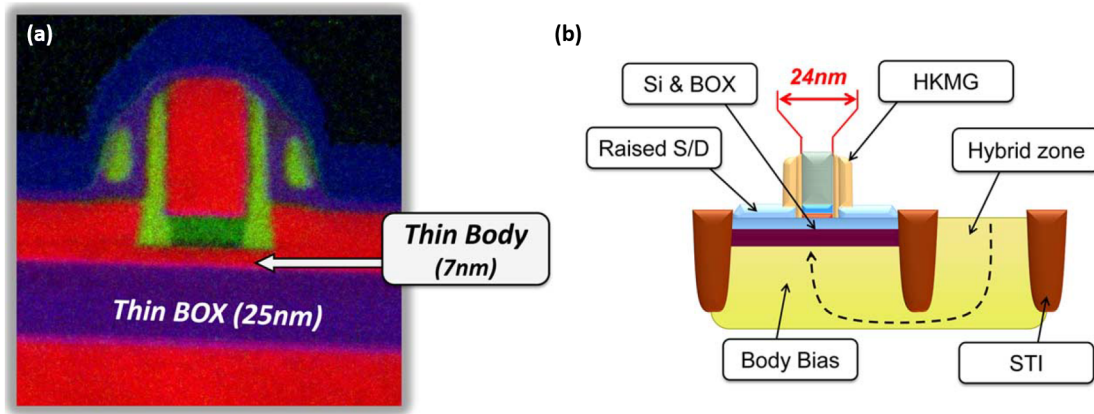 (a)
Thin Body
(7nm)
Thin BOX (25nm)
(b)
24nm
Si & BOX
HKMG
Raised S/D
Hybrid zone
Body Bias
STI